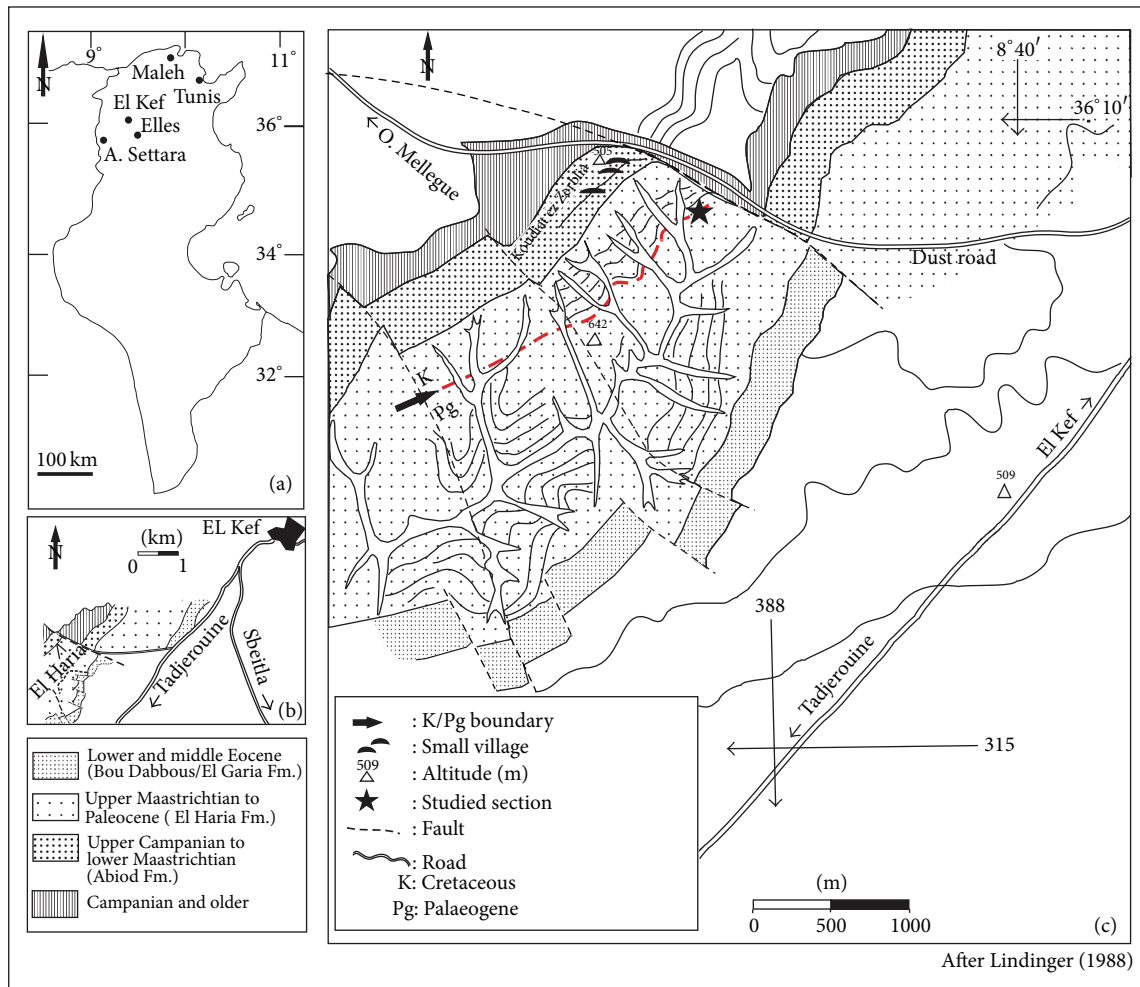 9°
11°
N
Maleh
Tunis
El Kef
Elles
A. Settara
36°
34°
32°
100 km
(a)
N
(km)
0 1
EL Kef
El Haria
Tadjerouine
Sbeitla
(b)
Lower and middle Eocene
(Bou Dabbous/El Garia Fm.)
Upper Maastrichtian to
Paleocene ( El Haria Fm.)
Upper Campanian to
lower Maastrichtian
(Abiod Fm.)
Campanian and older
N
8°40′
36°10′
O. Mellegue
505
Koudiat ez Zerbia
Dust road
642
K
Pg
El Kef
509
388
Tadjerouine
315
: K/Pg boundary
: Small village
509
: Altitude (m)
: Studied section
: Fault
: Road
K: Cretaceous
Pg: Palaeogene
(m)
0 500 1000
(c)
After Lindinger (1988)